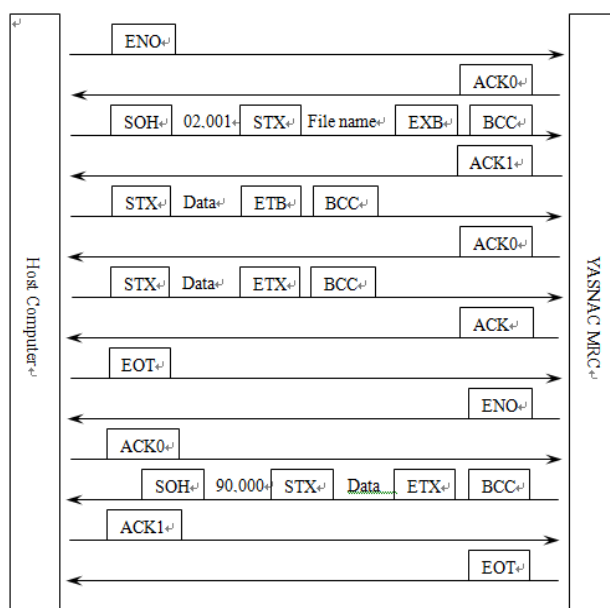 ENO
ACK0
SOH 02.001 STX File name EXB BCC
ACK1
STX Data ETB BCC
ACK0
STX Data ETX BCC
ACK
EOT
ENO
ACK0
SOH 90.000 STX Data ETX BCC
ACK1
EOT
Host Computer
YASNAC MRC